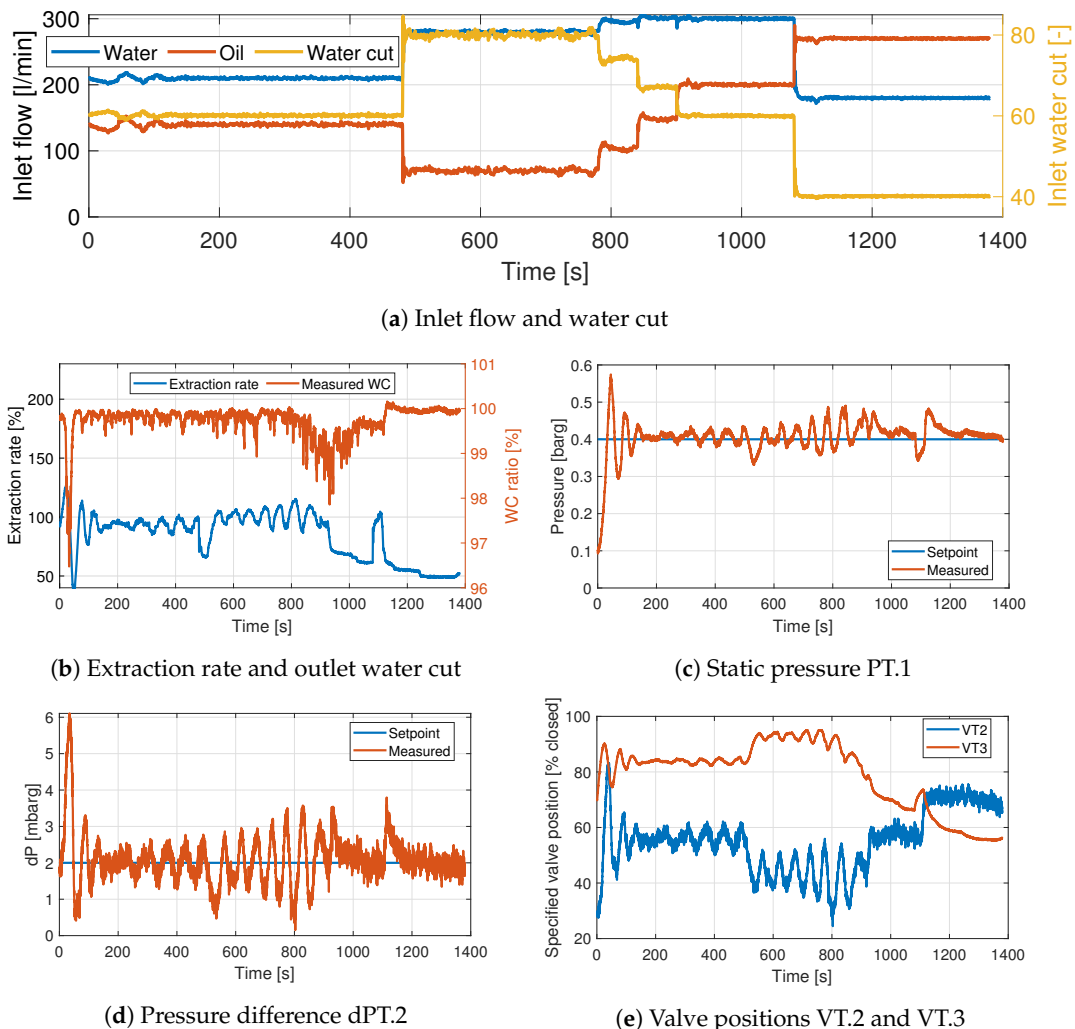 300
200
100
0
Inlet flow [l/min]
Water
Oil
Water cut
80
60
40
Inlet water cut [-]
0
200
400
600
800
1000
1200
1400
Time [s]
(a) Inlet flow and water cut
200
150
100
50
Extraction rate [%]
Extraction rate
Measured WC
101
100
99
98
97
96
WC ratio [%]
0
200
400
600
800
1000
1200
1400
Time [s]
(b) Extraction rate and outlet water cut
0.6
0.5
0.4
0.3
0.2
0.1
0
Pressure [barg]
Setpoint
Measured
0
200
400
600
800
1000
1200
1400
Time [s]
(c) Static pressure PT.1
6
5
4
3
2
1
0
dP [mbarg]
Setpoint
Measured
0
200
400
600
800
1000
1200
1400
Time [s]
(d) Pressure difference dPT.2
100
80
60
40
20
Specified valve position [% closed]
VT2
VT3
0
200
400
600
800
1000
1200
1400
Time [s]
(e) Valve positions VT.2 and VT.3